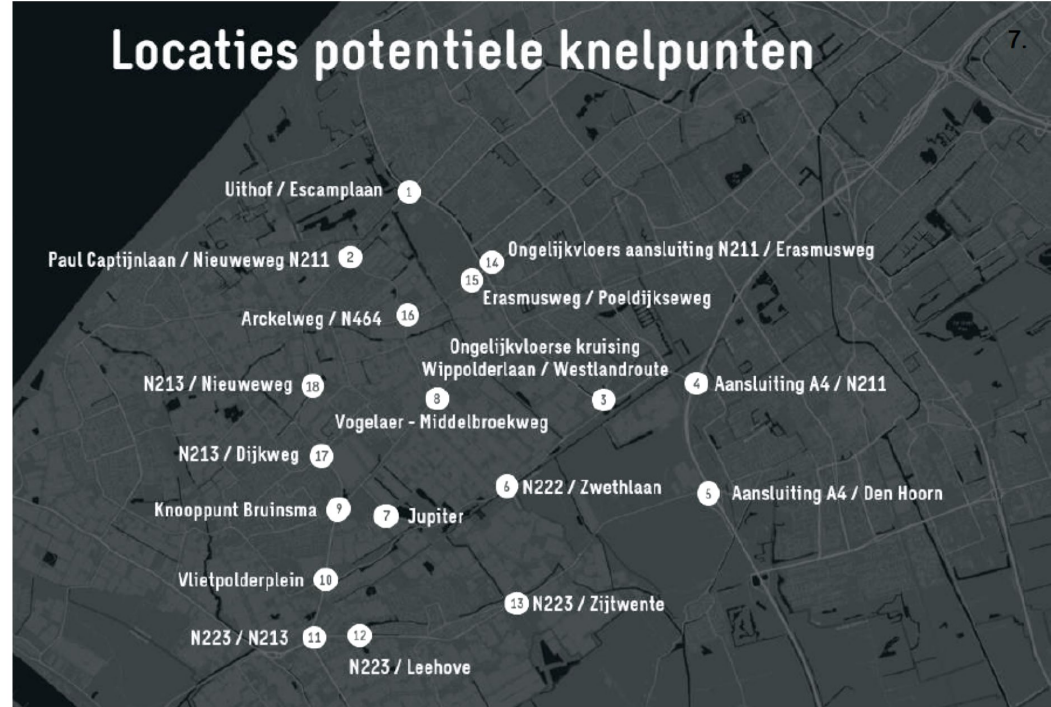 Locaties potentiele knelpunten
7.
Uithof / Escamplaan
1
Paul Captijnlaan / Nieuweweg N211
2
14
Ongelijkvloers aansluiting N211 / Erasmusweg
15
Erasmusweg / Poeldijkseweg
Arckelweg / N464
16
Ongelijkvloerse kruising
Wippolderlaan / Westlandroute
3
N213 / Nieuweweg
18
8
Vogelaer - Middelbroekweg
4
Aansluiting A4 / N211
N213 / Dijkweg
17
6
N222 / Zwethlaan
5
Aansluiting A4 / Den Hoorn
Knooppunt Bruinsma
9
7
Jupiter
Vlietpolderplein
10
13
N223 / Zijtwente
N223 / N213
11
12
N223 / Leehove